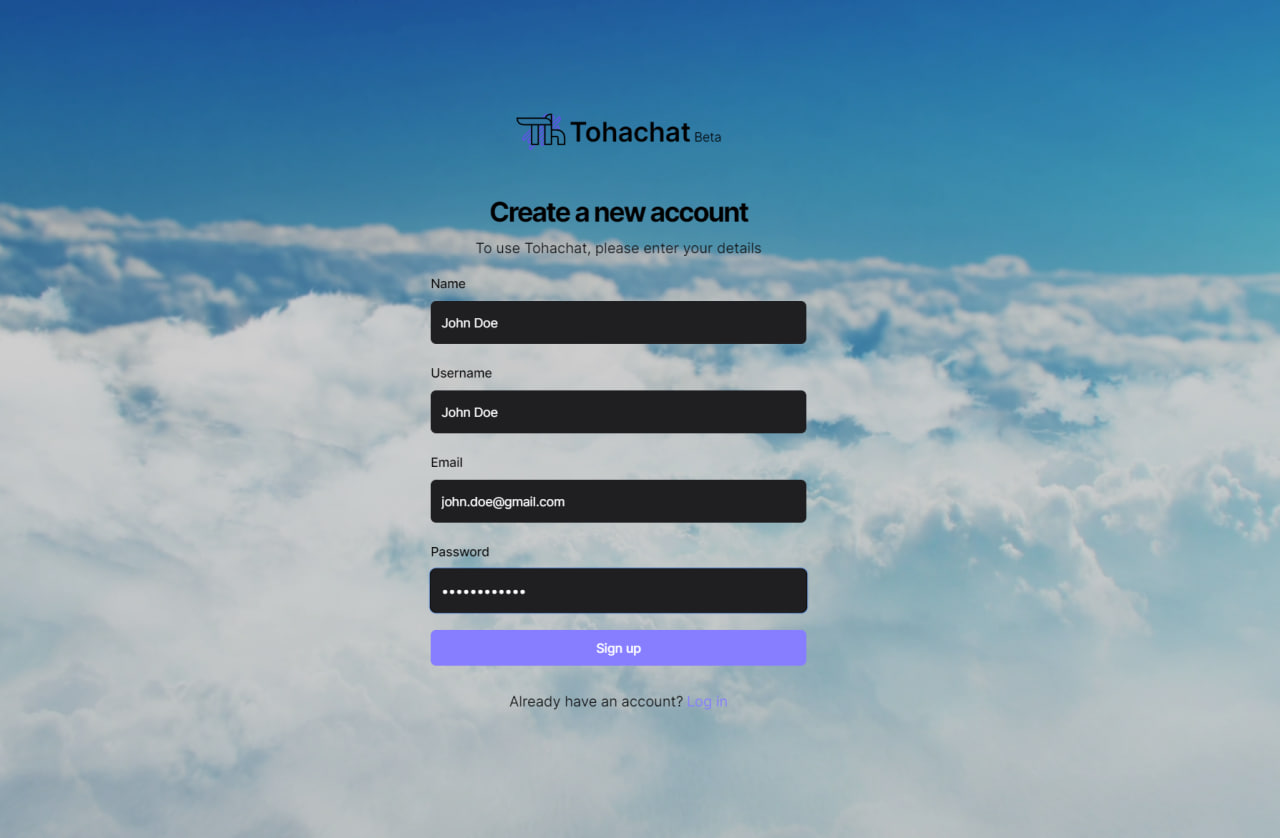 Th Tohachat Beta
Create a new account
To use Tohachat, please enter your details
Name
John Doe
Username
John Doe
Email
john.doe@gmail.com
Password
••••••••••••
Sign up
Already have an account? Log in